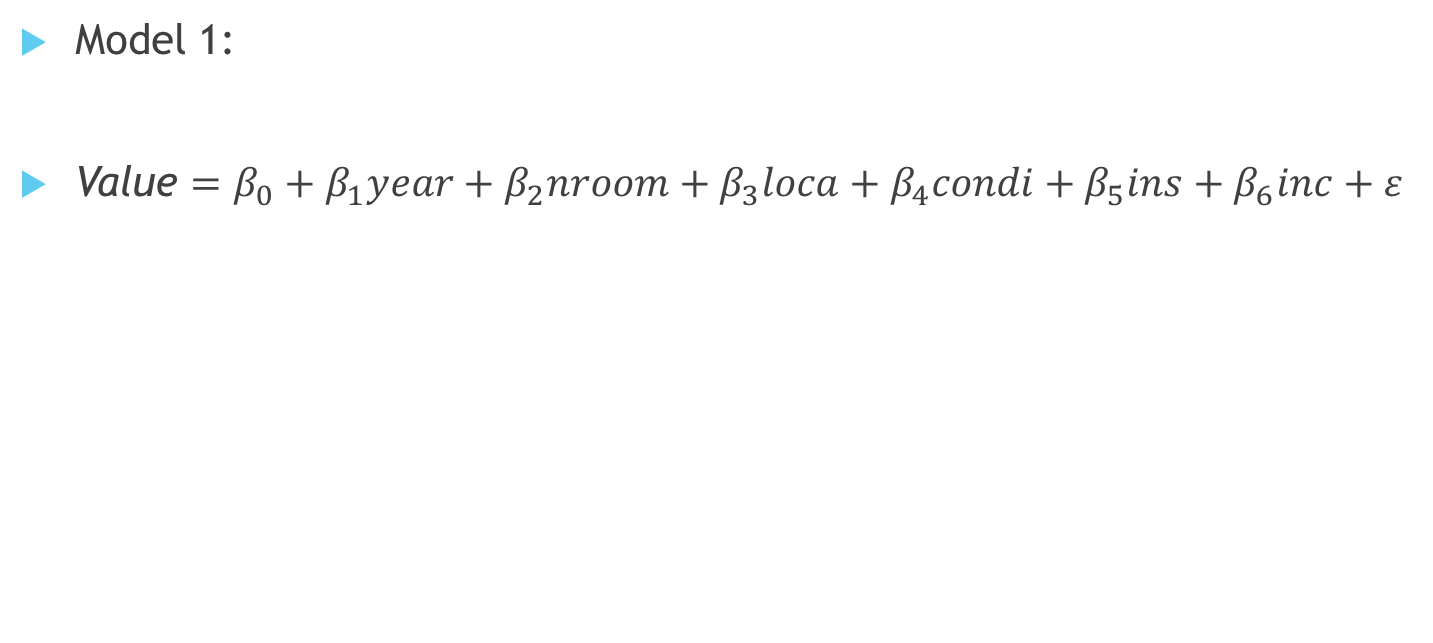 Model 1:
Value = β₀ + β₁year + β₂nroom + β₃loca + β₄condi + β₅ins + β₆inc + ε